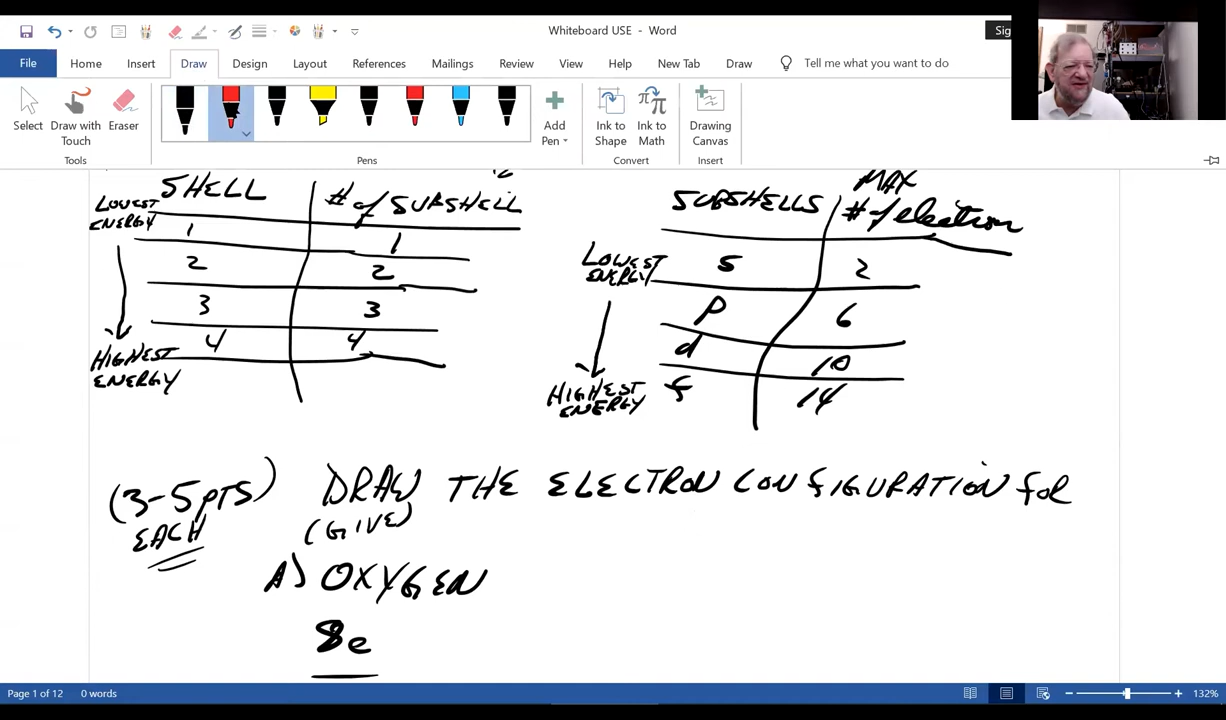 Whiteboard USE - Word
Sig
File Home Insert Draw Design Layout References Mailings Review View Help New Tab Draw Tell me what you want to do
Select Draw with Touch Eraser Add Pen Ink to Shape Ink to Math Drawing Canvas
Tools Pens Convert Insert
SHELL # of SUBSHELL
LOWEST ENERGY
1 1
2 2
3 3
4 4
HIGHEST ENERGY
SUBSHELLS MAX # of electron
LOWEST ENERGY
s 2
p 6
d 10
f 14
HIGHEST ENERGY
(3-5pts) DRAW THE ELECTRON CONFIGURATION FOR
EACH (GIVE)
A) OXYGEN
8e
Page 1 of 12 0 words 132%